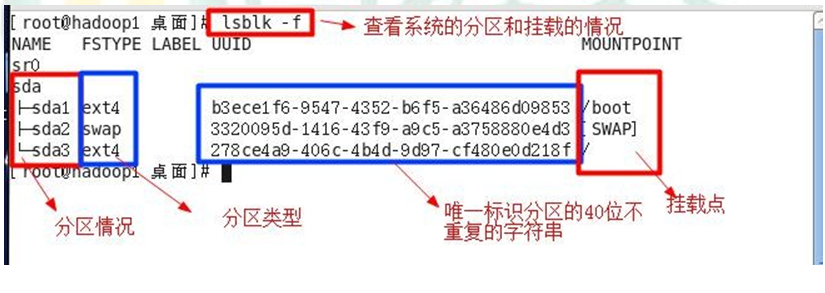 [root@hadoop1 桌面]# lsblk -f
查看系统的分区和挂载的情况
NAME FSTYPE LABEL UUID MOUNTPOINT
sr0
sda
├─sda1 ext4 b3ece1f6-9547-4352-b6f5-a36486d09853 /boot
├─sda2 swap 3320095d-1416-43f9-a9c5-a3758880e4d3 [SWAP]
└─sda3 ext4 278ce4a9-406c-4b4d-9d97-cf480e0d218f /
[root@hadoop1 桌面]#
分区情况
分区类型
唯一标识分区的40位不
重复的字符串
挂载点